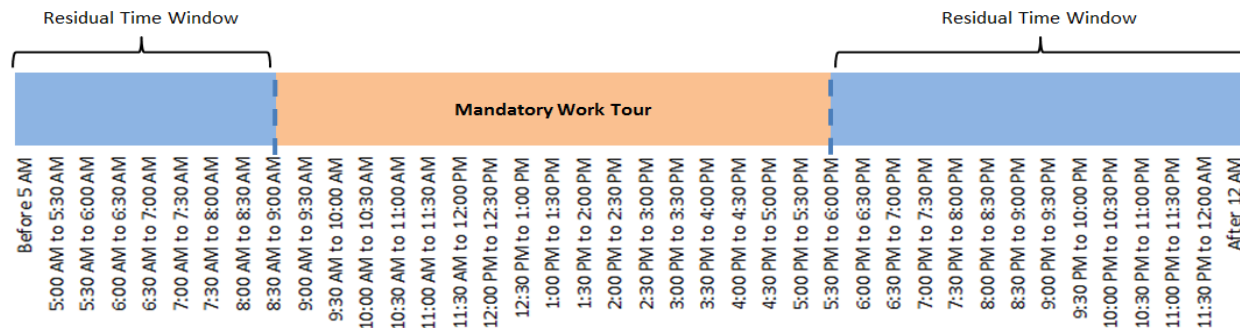 Residual Time Window
Residual Time Window
Mandatory Work Tour
Before 5 AM
5:00 AM to 5:30 AM
5:30 AM to 6:00 AM
6:00 AM to 6:30 AM
6:30 AM to 7:00 AM
7:00 AM to 7:30 AM
7:30 AM to 8:00 AM
8:00 AM to 8:30 AM
8:30 AM to 9:00 AM
9:00 AM to 9:30 AM
9:30 AM to 10:00 AM
10:00 AM to 10:30 AM
10:30 AM to 11:00 AM
11:00 AM to 11:30 AM
11:30 AM to 12:00 PM
12:00 PM to 12:30 PM
12:30 PM to 1:00 PM
1:00 PM to 1:30 PM
1:30 PM to 2:00 PM
2:00 PM to 2:30 PM
2:30 PM to 3:00 PM
3:00 PM to 3:30 PM
3:30 PM to 4:00 PM
4:00 PM to 4:30 PM
4:30 PM to 5:00 PM
5:00 PM to 5:30 PM
5:30 PM to 6:00 PM
6:00 PM to 6:30 PM
6:30 PM to 7:00 PM
7:00 PM to 7:30 PM
7:30 PM to 8:00 PM
8:00 PM to 8:30 PM
8:30 PM to 9:00 PM
9:00 PM to 9:30 PM
9:30 PM to 10:00 PM
10:00 PM to 10:30 PM
10:30 PM to 11:00 PM
11:00 PM to 11:30 PM
11:30 PM to 12:00 AM
After 12 AM